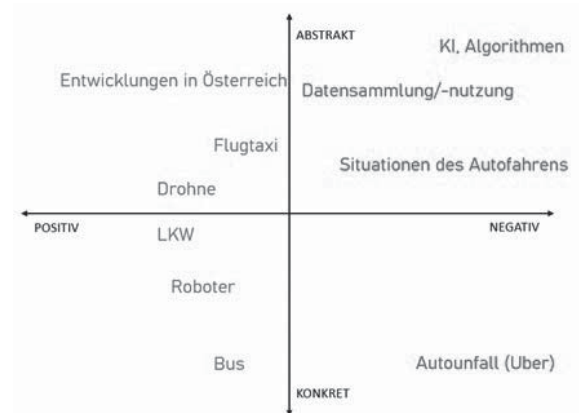 ABSTRAKT
KI, Algorithmen
Entwicklungen in Österreich
Datensammlung/-nutzung
Flugtaxi
Situationen des Autofahrens
Drohne
POSITIV
NEGATIV
LKW
Roboter
Bus
Autounfall (Uber)
KONKRET